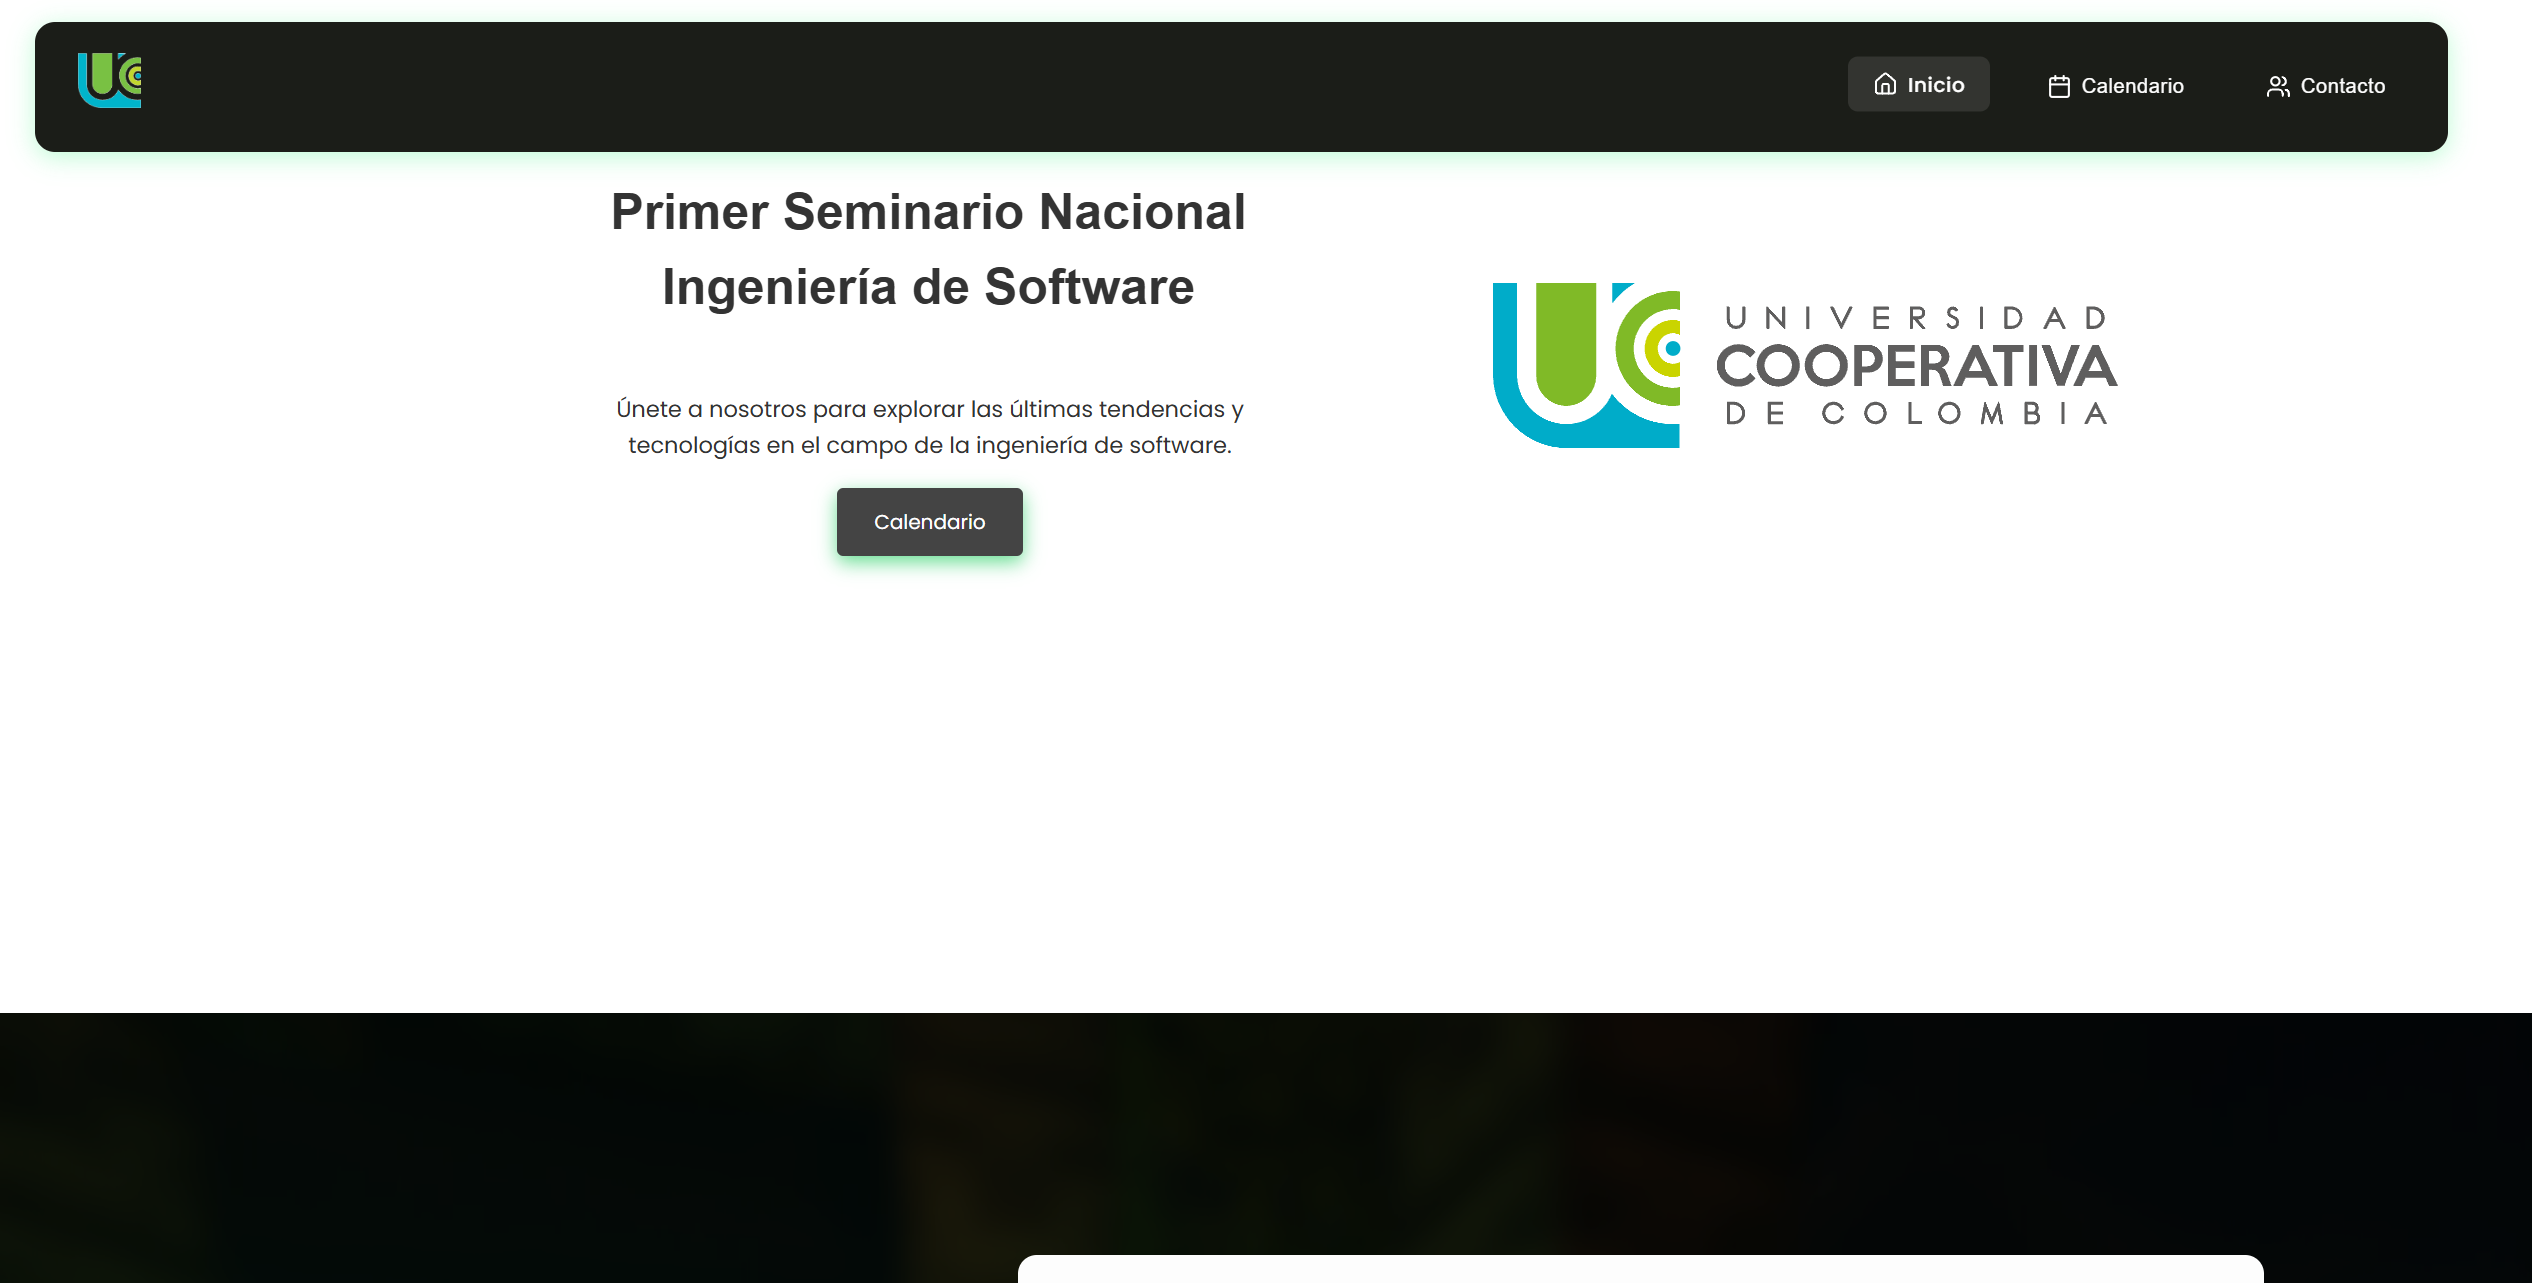 Inicio
Calendario
Contacto
Primer Seminario Nacional
Ingeniería de Software
Únete a nosotros para explorar las últimas tendencias y
tecnologías en el campo de la ingeniería de software.
Calendario
UNIVERSIDAD
COOPERATIVA
DE COLOMBIA